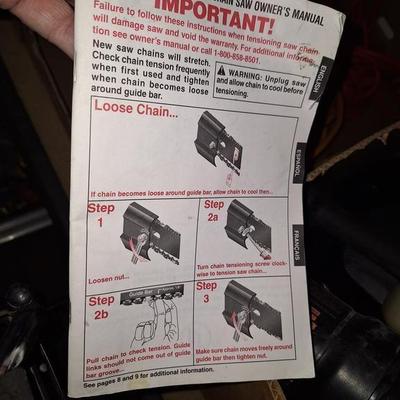 CHAIN SAW OWNER'S MANUAL
IMPORTANT!
Failure to follow these instructions when tensioning saw chain
will damage saw and void the warranty. For additional informa-
tion see owner's manual or call 1-800-858-8501.
New saw chains will stretch.
Check chain tension frequently
when first used and tighten
when chain becomes loose
around guide bar.
WARNING: Unplug saw
and allow chain to cool before
tensioning.
ENGLISH
Loose Chain...
ESPAÑOL
If chain becomes loose around guide bar, allow chain to cool then...
Step
1
Loosen nut...
Step
2a
Turn chain tensioning screw clock-
wise to tension saw chain...
FRANCAIS
Step
2b
Guide Bar
Pull chain to check tension. Guide
links should not come out of guide
bar groove...
Step
3
Make sure chain moves freely around
guide bar then tighten nut.
See pages 8 and 9 for additional information.